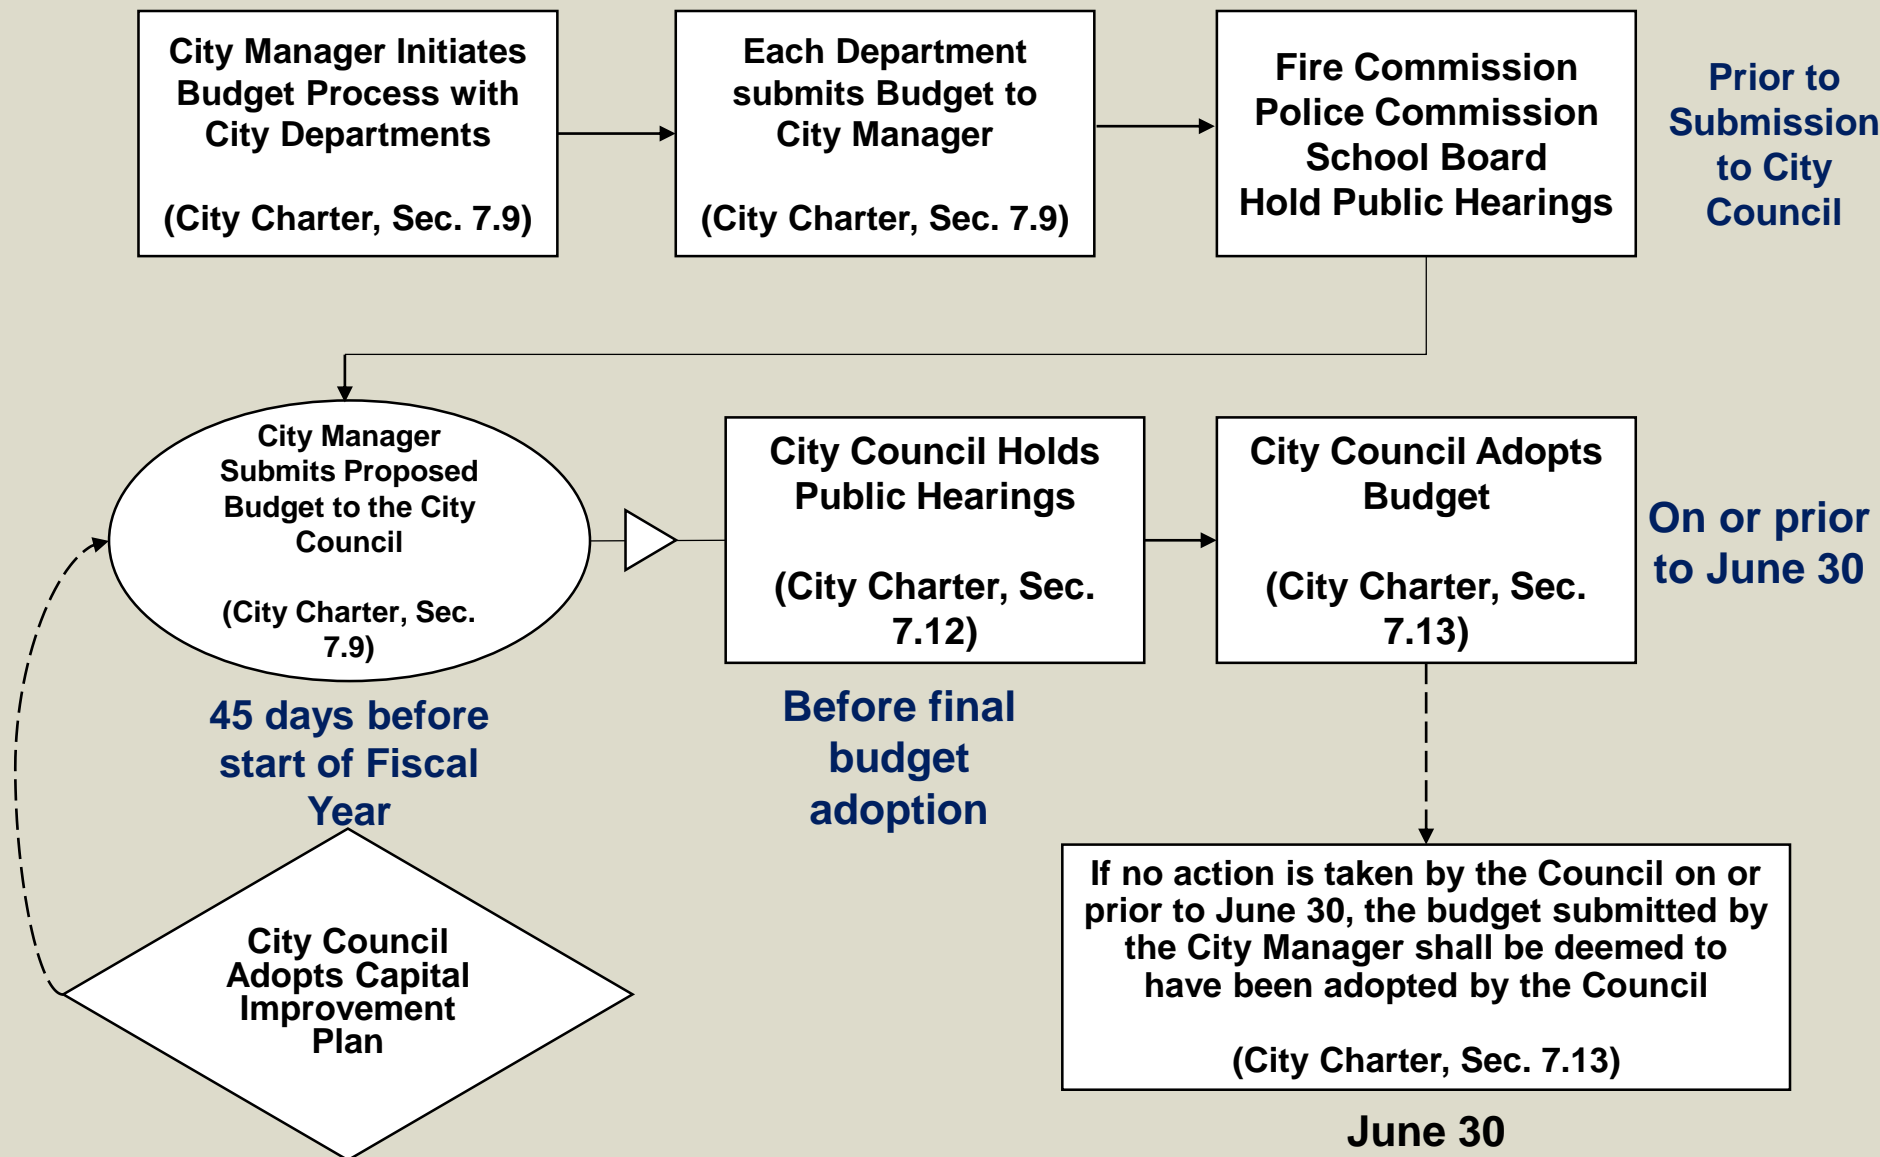 City Manager Initiates
Budget Process with
City Departments
(City Charter, Sec. 7.9)
Each Department
submits Budget to
City Manager
(City Charter, Sec. 7.9)
Fire Commission
Police Commission
School Board
Hold Public Hearings
Prior to
Submission
to City
Council
City Manager
Submits Proposed
Budget to the City
Council
(City Charter, Sec.
7.9)
45 days before
start of Fiscal
Year
City Council Holds
Public Hearings
(City Charter, Sec.
7.12)
Before final
budget
adoption
City Council Adopts
Budget
(City Charter, Sec.
7.13)
On or prior
to June 30
City Council
Adopts Capital
Improvement
Plan
If no action is taken by the Council on or
prior to June 30, the budget submitted by
the City Manager shall be deemed to
have been adopted by the Council
(City Charter, Sec. 7.13)
June 30